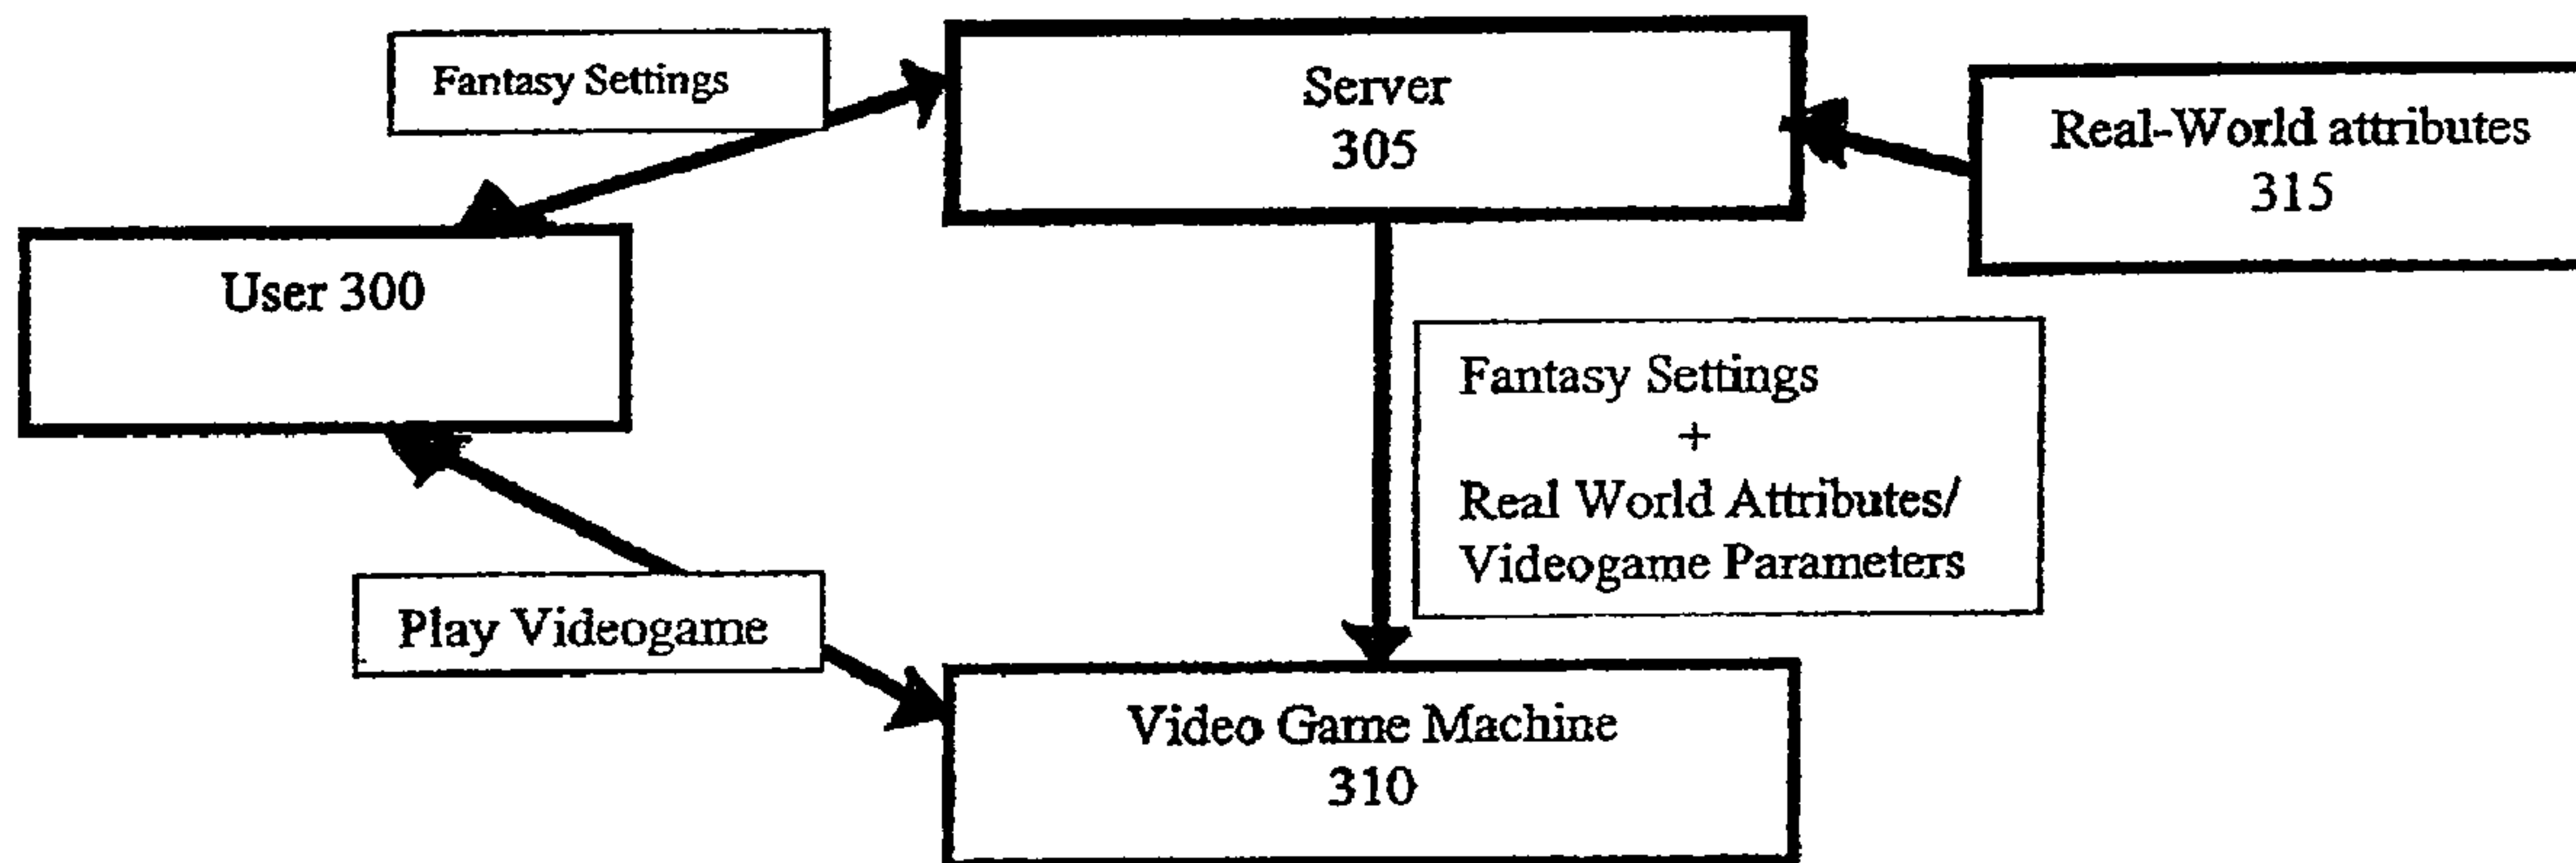 Fantasy Settings
Server
305
Real-World attributes
315
User 300
Fantasy Settings
+
Real World Attributes/
Videogame Parameters
Play Videogame
Video Game Machine
310